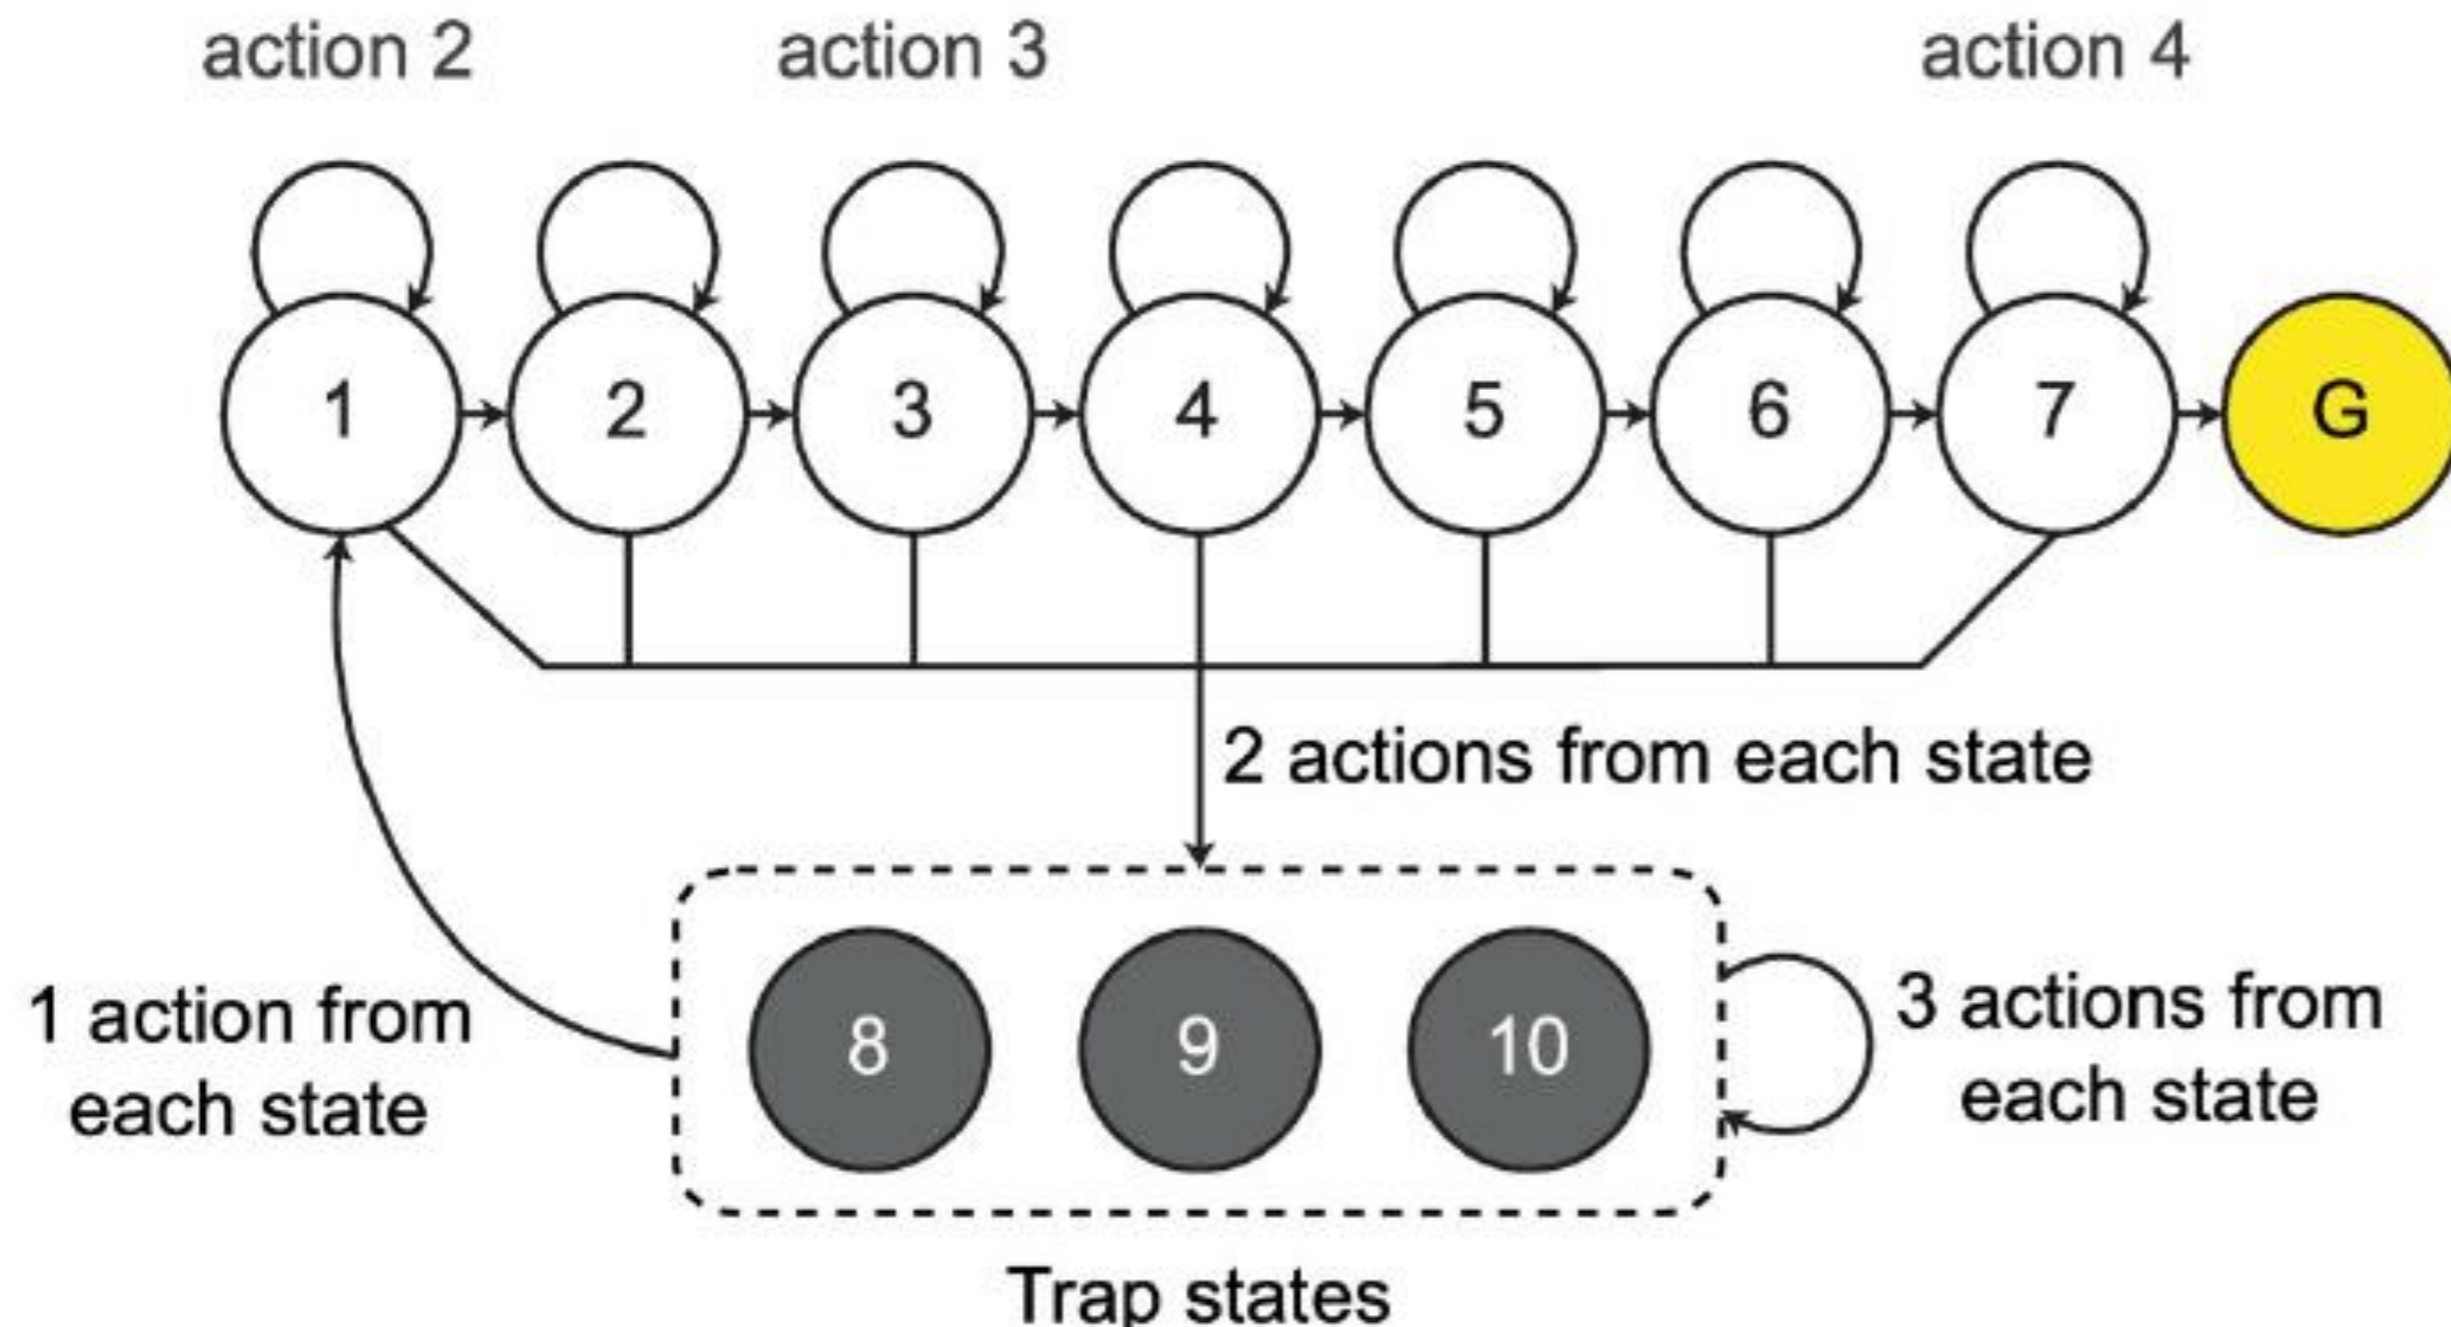 action 2
action 3
action 4
1
2
3
4
5
6
7
G
2 actions from each state
1 action from
each state
8
9
10
3 actions from
each state
Trap states